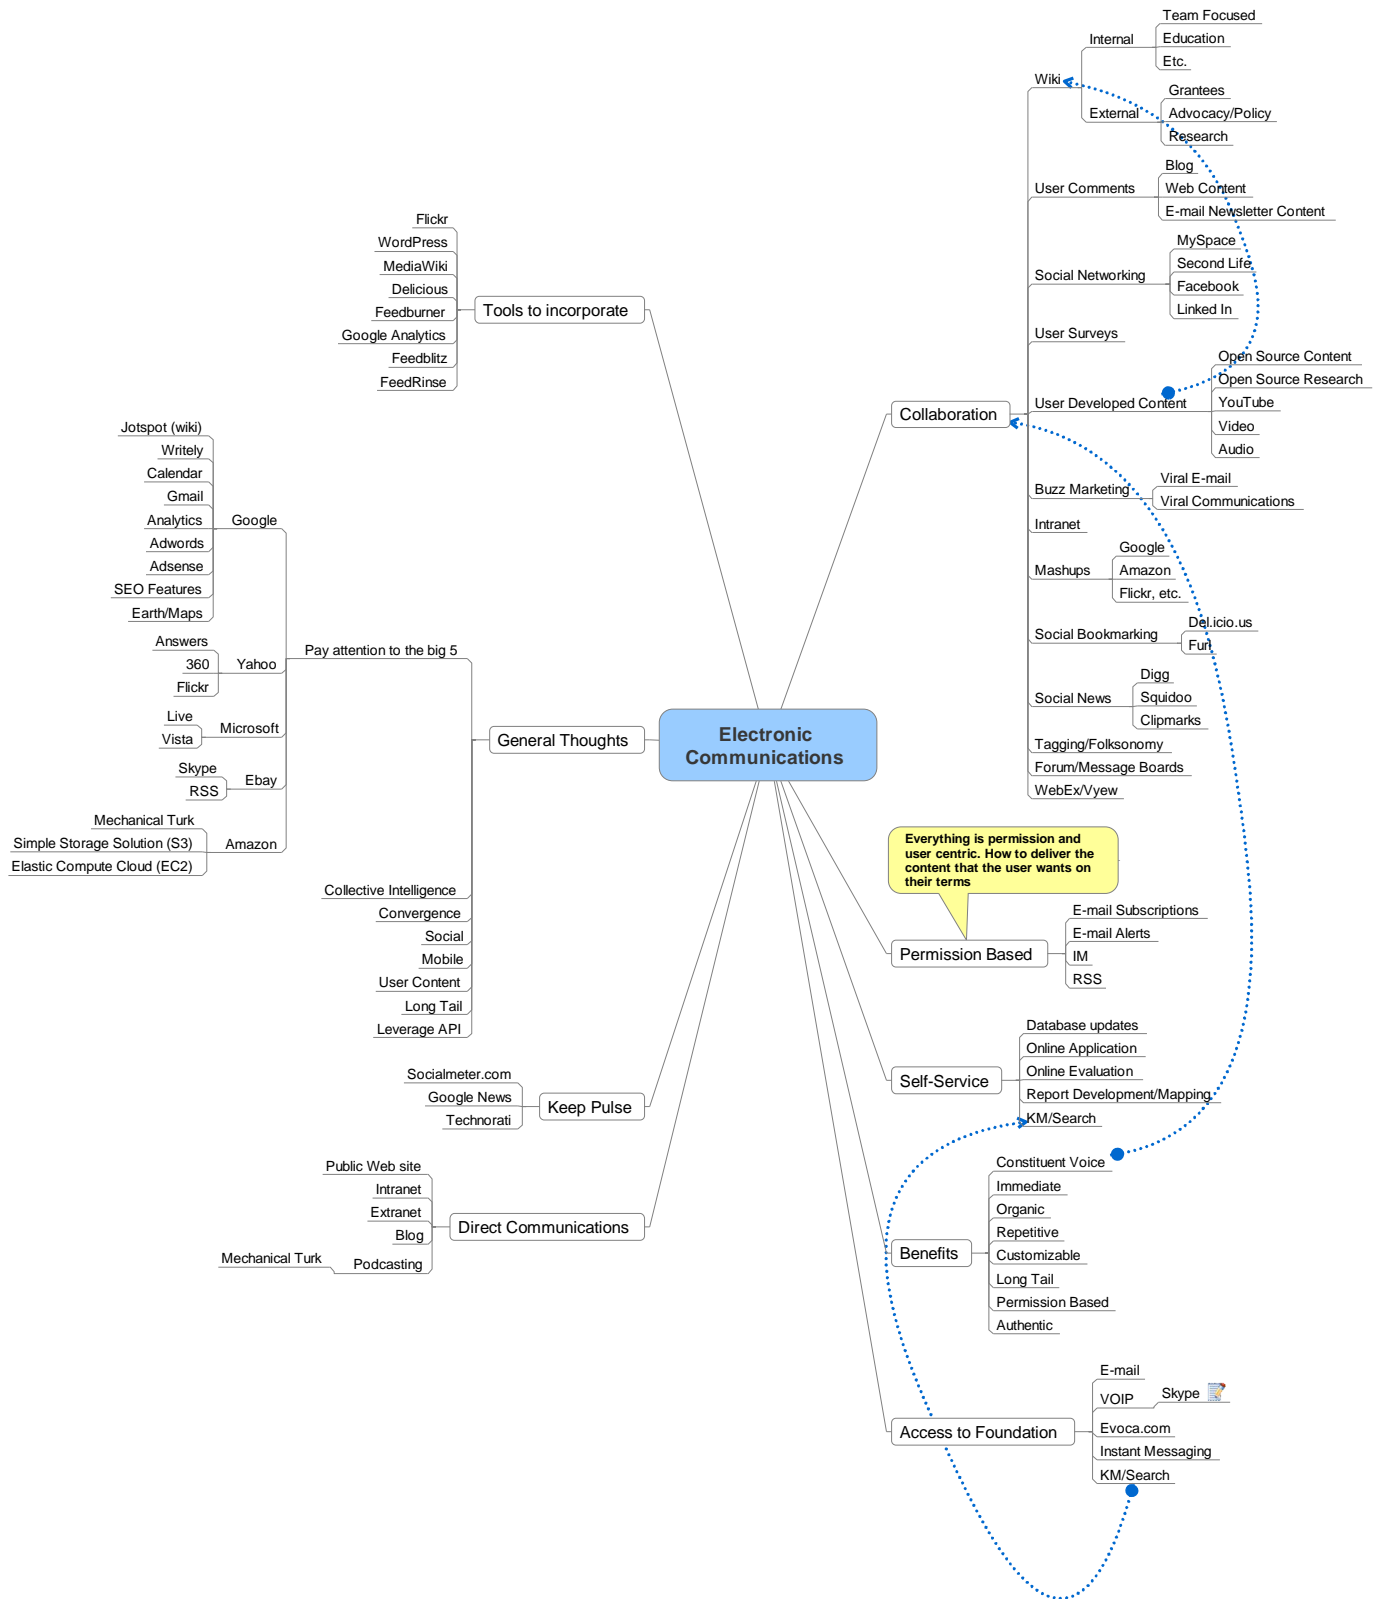 Electronic
Communications
Tools to incorporate
Flickr
WordPress
MediaWiki
Delicious
Feedburner
Google Analytics
Feedblitz
FeedRinse
General Thoughts
Pay attention to the big 5
Google
Jotspot (wiki)
Writely
Calendar
Gmail
Analytics
Adwords
Adsense
SEO Features
Earth/Maps
Yahoo
Answers
360
Flickr
Microsoft
Live
Vista
Ebay
Skype
RSS
Amazon
Mechanical Turk
Simple Storage Solution (S3)
Elastic Compute Cloud (EC2)
Collective Intelligence
Convergence
Social
Mobile
User Content
Long Tail
Leverage API
Keep Pulse
Socialmeter.com
Google News
Technorati
Direct Communications
Public Web site
Intranet
Extranet
Blog
Podcasting
Mechanical Turk
Collaboration
Wiki
Internal
Team Focused
Education
Etc.
External
Grantees
Advocacy/Policy
Research
User Comments
Blog
Web Content
E-mail Newsletter Content
Social Networking
MySpace
Second Life
Facebook
Linked In
User Surveys
User Developed Content
Open Source Content
Open Source Research
YouTube
Video
Audio
Buzz Marketing
Viral E-mail
Viral Communications
Intranet
Mashups
Google
Amazon
Flickr, etc.
Social Bookmarking
Del.icio.us
Furl
Social News
Digg
Squidoo
Clipmarks
Tagging/Folksonomy
Forum/Message Boards
WebEx/Vyew
Everything is permission and
user centric. How to deliver the
content that the user wants on
their terms
Permission Based
E-mail Subscriptions
E-mail Alerts
IM
RSS
Self-Service
Database updates
Online Application
Online Evaluation
Report Development/Mapping
KM/Search
Benefits
Constituent Voice
Immediate
Organic
Repetitive
Customizable
Long Tail
Permission Based
Authentic
Access to Foundation
E-mail
VOIP
Skype
Evoca.com
Instant Messaging
KM/Search